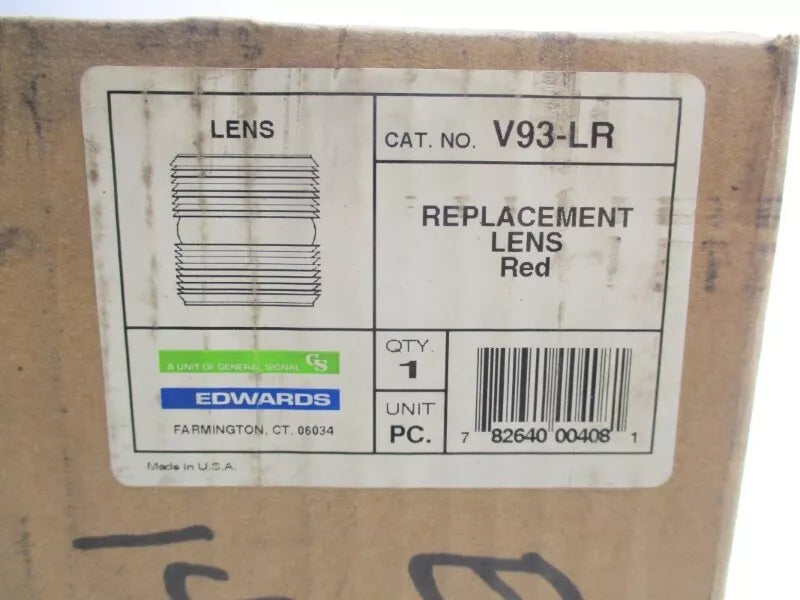 LENS
CAT. NO. V93-LR
REPLACEMENT
LENS
Red
A UNIT OF GENERAL SIGNAL GS
EDWARDS
FARMINGTON, CT. 06034
QTY.
1
UNIT
PC.
7 82640 00408 1
Made in U.S.A.